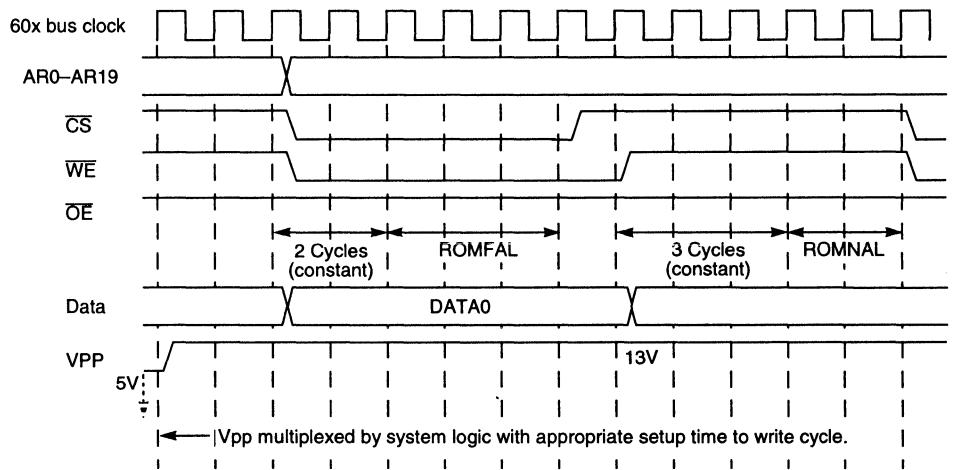 60x bus clock
AR0–AR19
CS
WE
OE
2 Cycles
(constant)
ROMFAL
3 Cycles
(constant)
ROMNAL
Data
DATA0
VPP
13V
5V
Vpp multiplexed by system logic with appropriate setup time to write cycle.